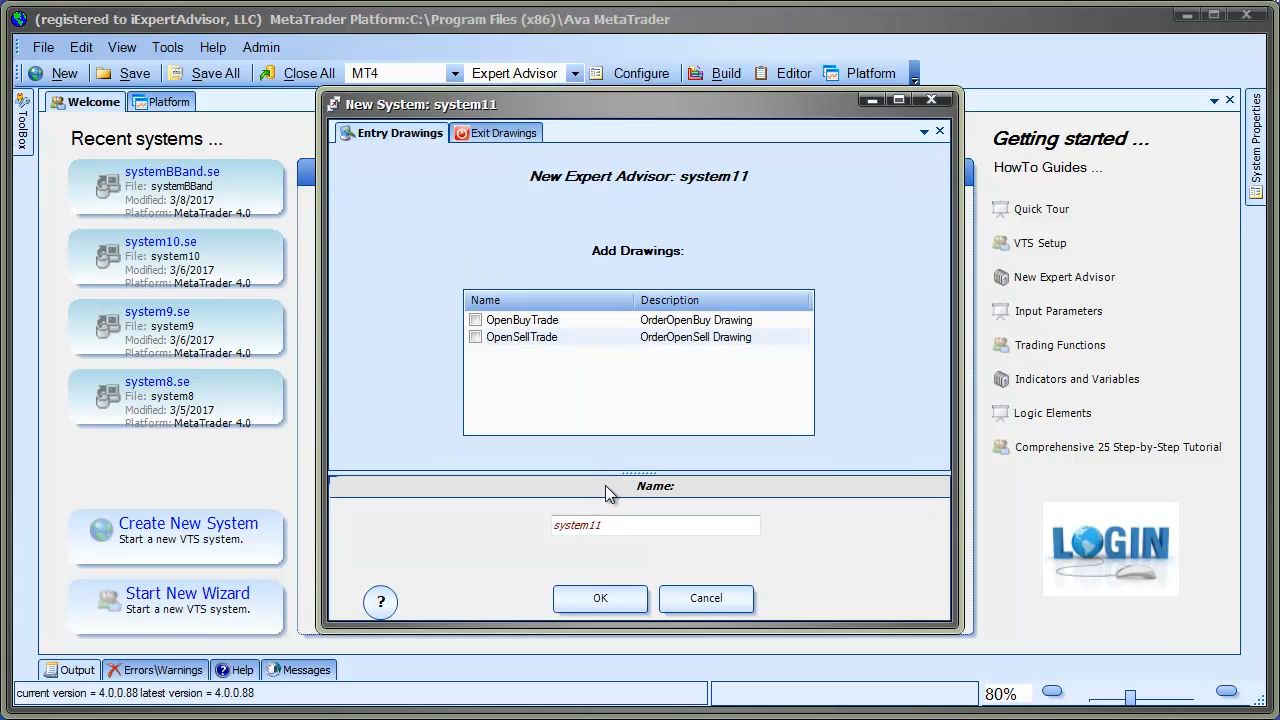 (registered to iExpertAdvisor, LLC) MetaTrader Platform:C:\Program Files (x86)\Ava MetaTrader
File Edit View Tools Help Admin
New Save Save All Close All MT4 Expert Advisor Configure Build Editor Platform
ToolBox
Welcome Platform
Recent systems ...
systemBBand.se
File: systemBBand
Modified: 3/8/2017
Platform: MetaTrader 4.0
system10.se
File: system10
Modified: 3/6/2017
Platform: MetaTrader 4.0
system9.se
File: system9
Modified: 3/6/2017
Platform: MetaTrader 4.0
system8.se
File: system8
Modified: 3/5/2017
Platform: MetaTrader 4.0
Create New System
Start a new VTS system.
Start New Wizard
Start a new VTS system.
New System: system11
Entry Drawings Exit Drawings
New Expert Advisor: system11
Add Drawings:
Name Description
OpenBuyTrade OrderOpenBuy Drawing
OpenSellTrade OrderOpenSell Drawing
Name:
system11
? OK Cancel
Getting started ...
HowTo Guides ...
Quick Tour
VTS Setup
New Expert Advisor
Input Parameters
Trading Functions
Indicators and Variables
Logic Elements
Comprehensive 25 Step-by-Step Tutorial
LOGIN
System Properties
Output Errors\Warnings Help Messages
current version = 4.0.0.88 latest version = 4.0.0.88
80%